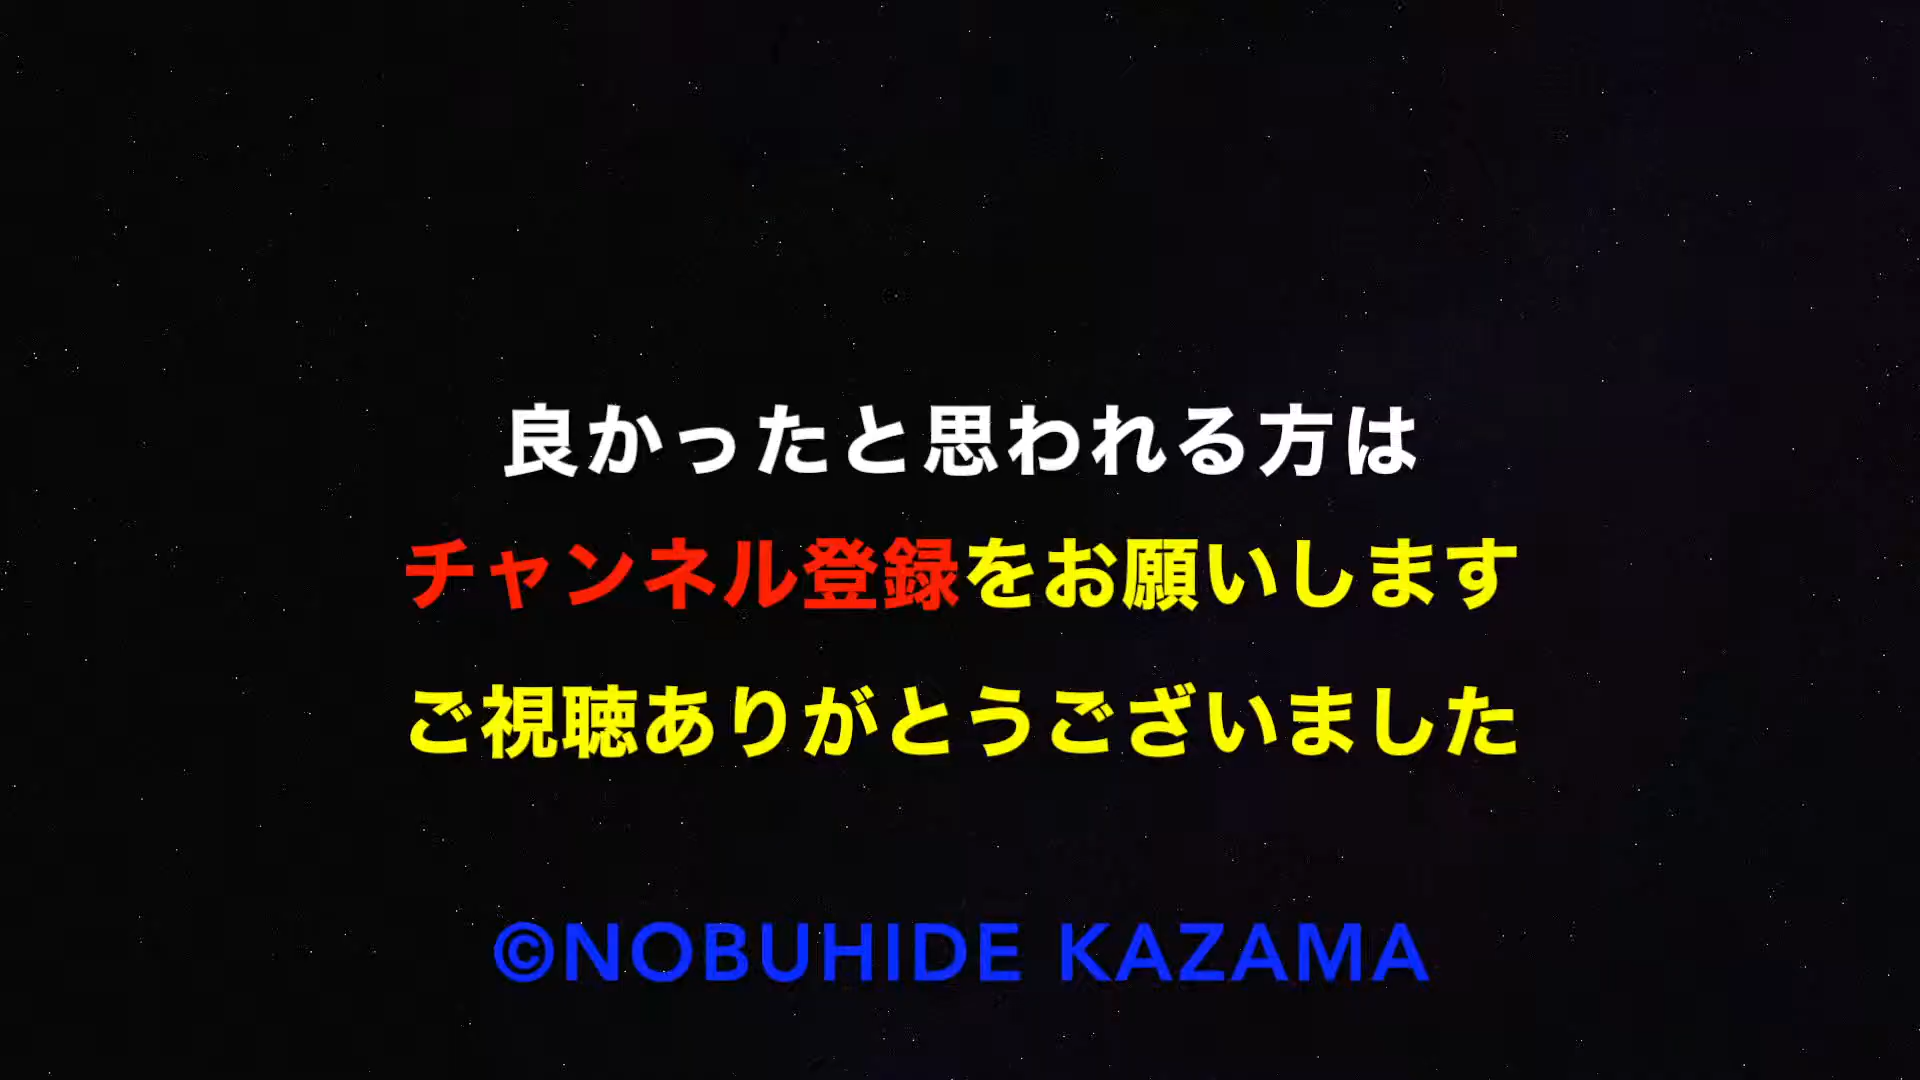 良かったと思われる方は
チャンネル登録をお願いします
ご視聴ありがとうございました
©NOBUHIDE KAZAMA